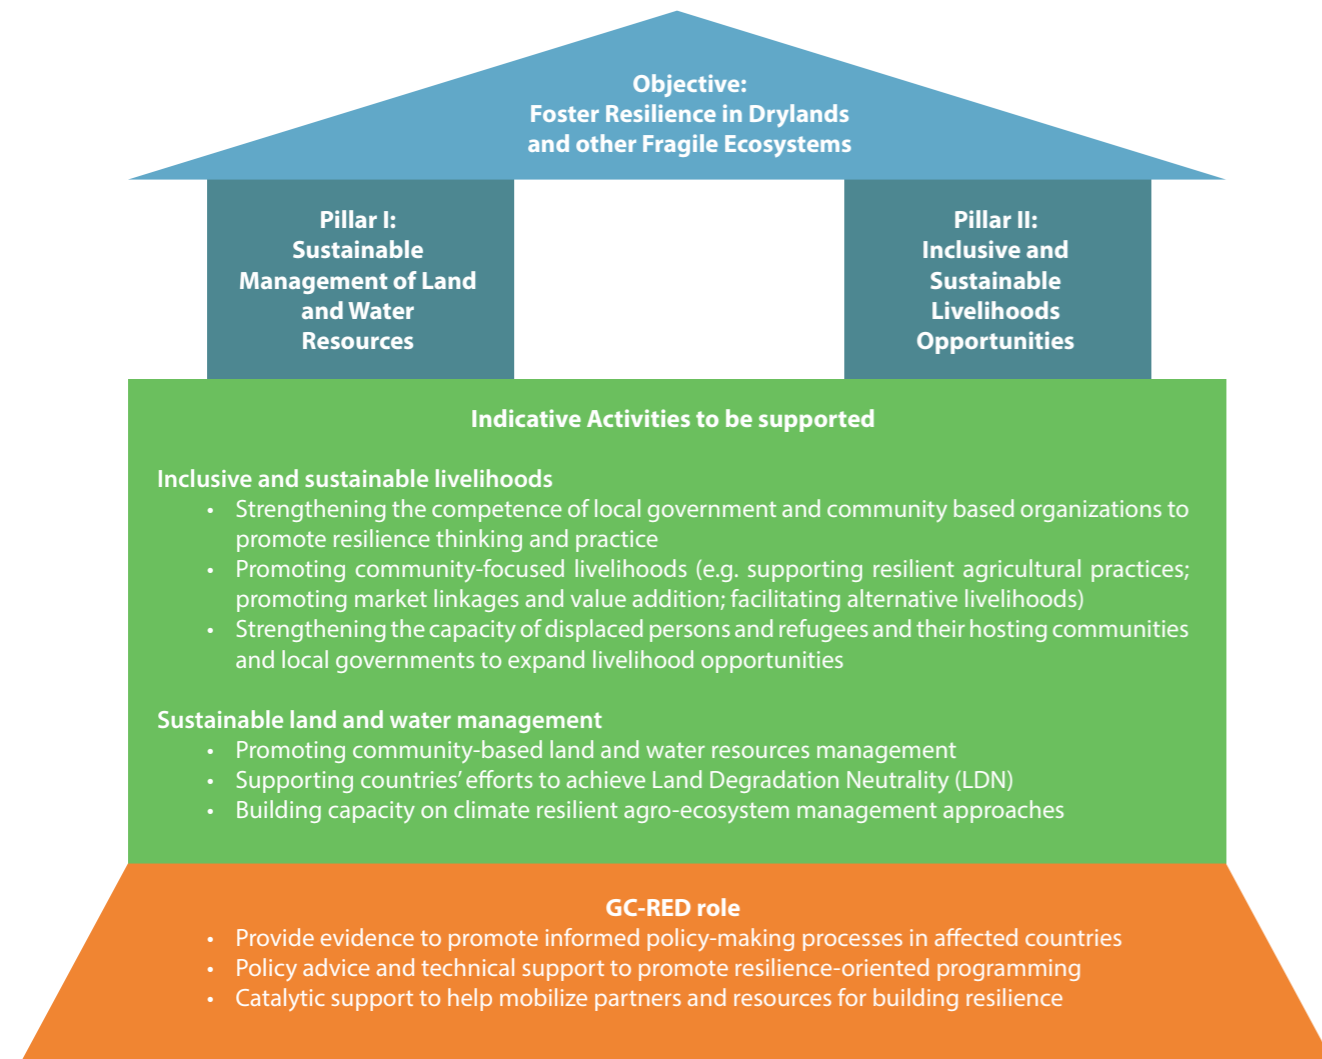 Objective:
Foster Resilience in Drylands
and other Fragile Ecosystems
Pillar I:
Sustainable
Management of Land
and Water
Resources
Pillar II:
Inclusive and
Sustainable
Livelihoods
Opportunities
Indicative Activities to be supported
Inclusive and sustainable livelihoods
• Strengthening the competence of local government and community based organizations to
promote resilience thinking and practice
• Promoting community-focused livelihoods (e.g. supporting resilient agricultural practices;
promoting market linkages and value addition; facilitating alternative livelihoods)
• Strengthening the capacity of displaced persons and refugees and their hosting communities
and local governments to expand livelihood opportunities
Sustainable land and water management
• Promoting community-based land and water resources management
• Supporting countries’ efforts to achieve Land Degradation Neutrality (LDN)
• Building capacity on climate resilient agro-ecosystem management approaches
GC-RED role
• Provide evidence to promote informed policy-making processes in affected countries
• Policy advice and technical support to promote resilience-oriented programming
• Catalytic support to help mobilize partners and resources for building resilience